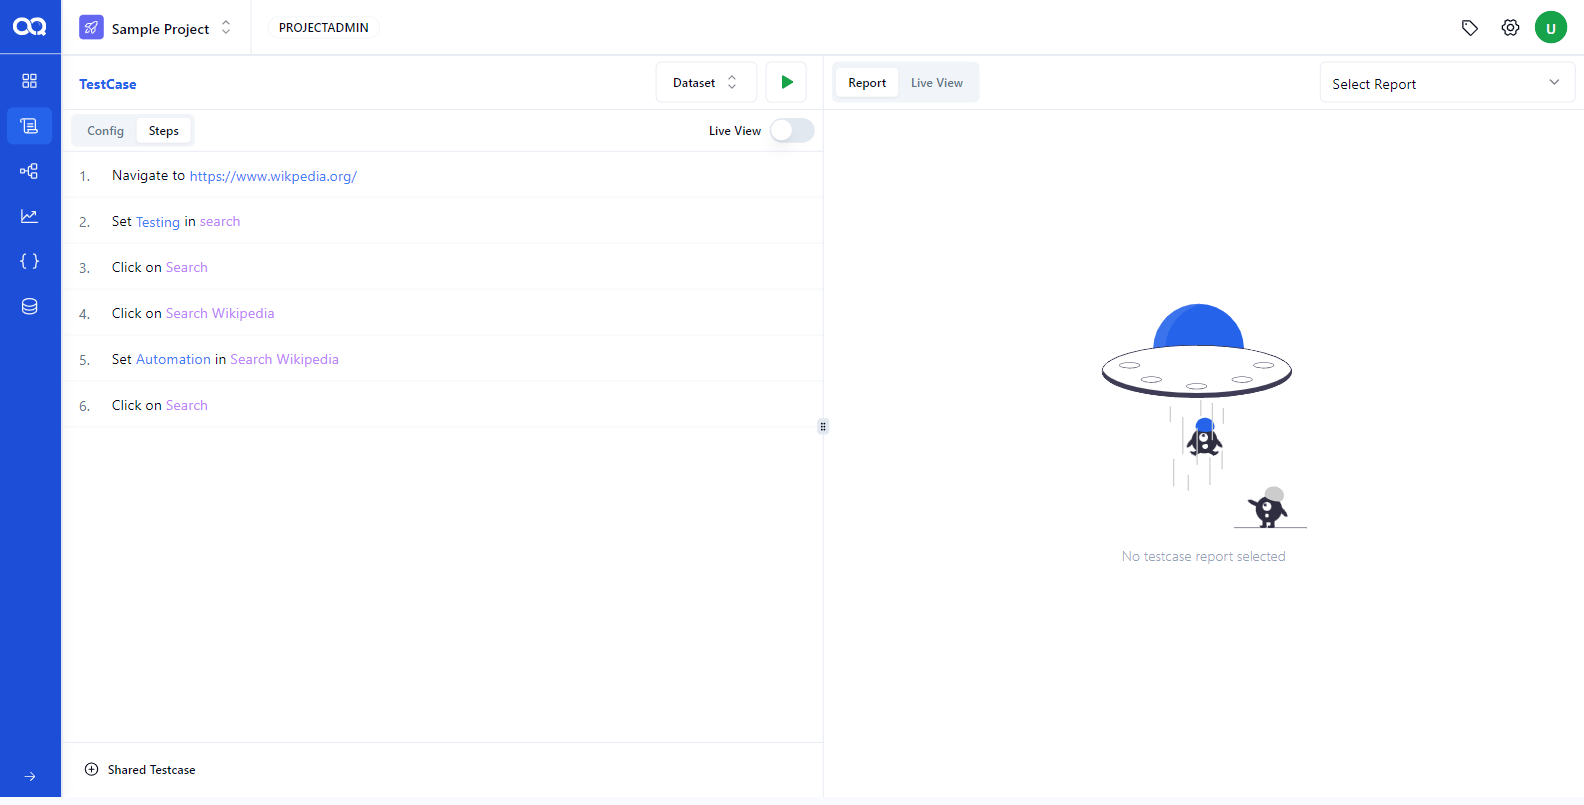 Sample Project
PROJECTADMIN
U
TestCase
Dataset
Report
Live View
Select Report
Config
Steps
Live View
1. Navigate to https://www.wikpedia.org/
2. Set Testing in search
3. Click on Search
4. Click on Search Wikipedia
5. Set Automation in Search Wikipedia
6. Click on Search
No testcase report selected
Shared Testcase